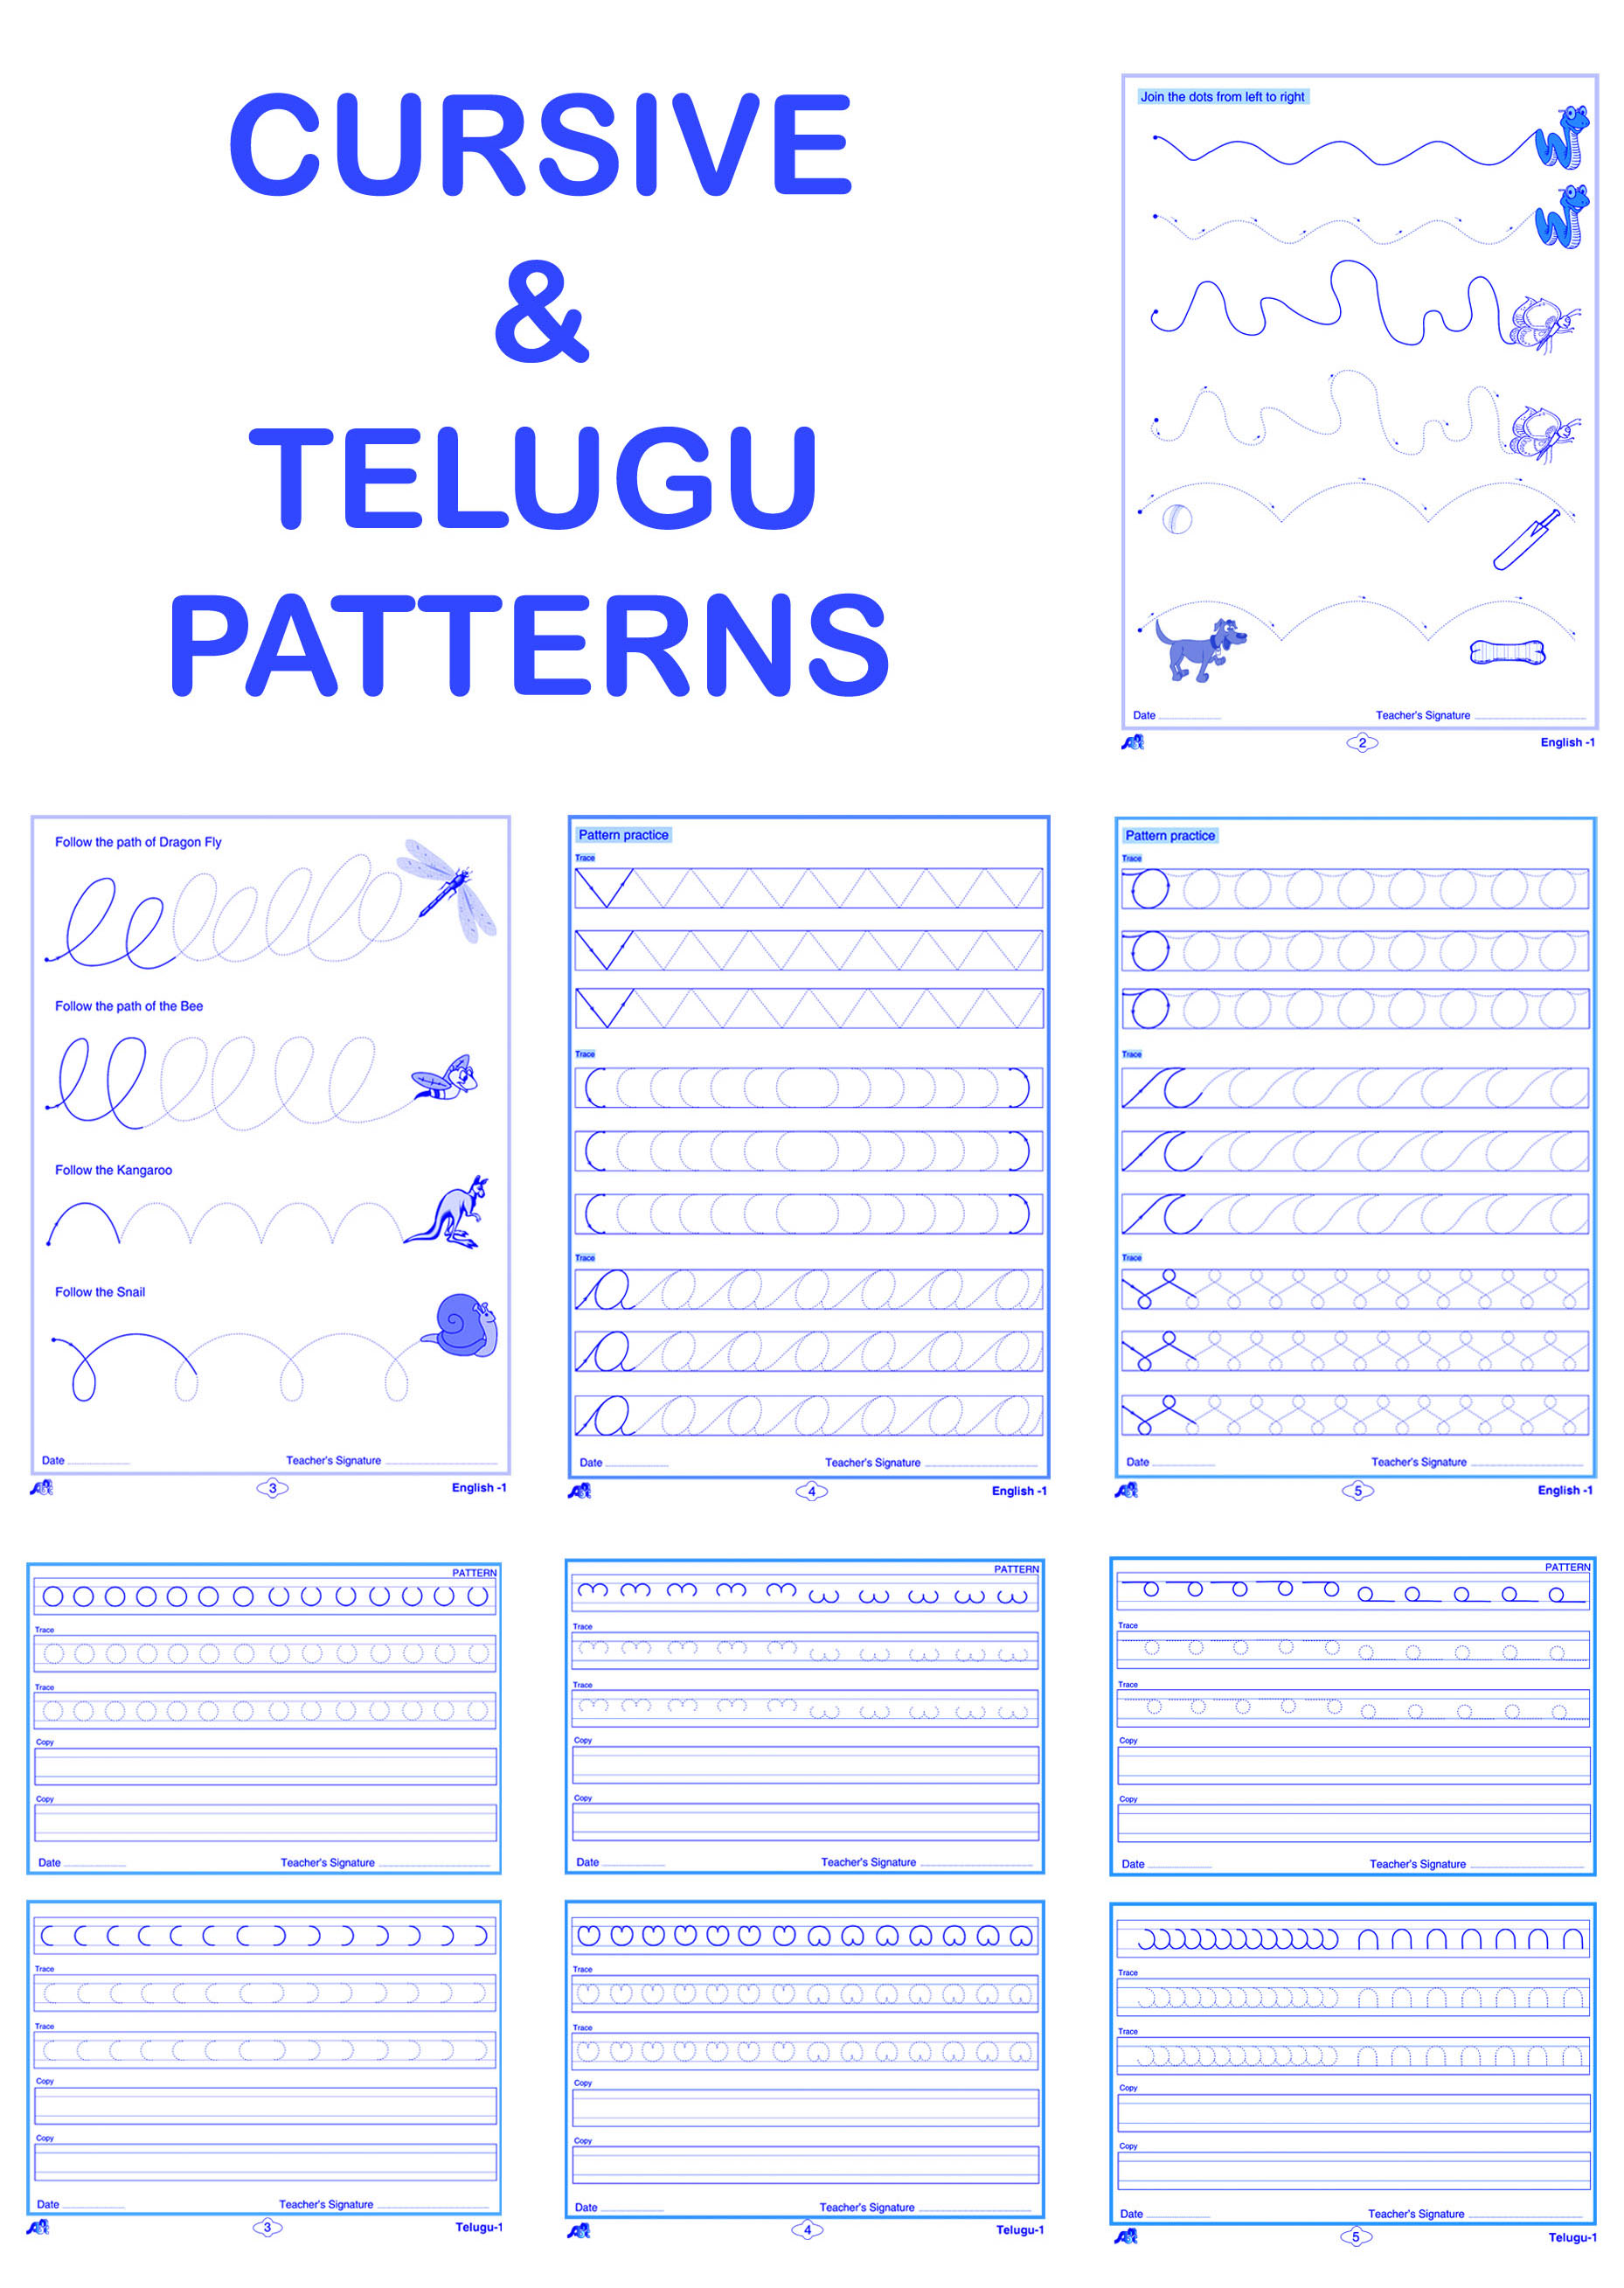 CURSIVE
&
TELUGU
PATTERNS
Join the dots from left to right
Date
Teacher's Signature
2
English -1
Follow the path of Dragon Fly
Follow the path of the Bee
Follow the Kangaroo
Follow the Snail
Date
Teacher's Signature
3
English -1
Pattern practice
Trace
Trace
Trace
Date
Teacher's Signature
4
English -1
Pattern practice
Trace
Trace
Trace
Date
Teacher's Signature
5
English -1
PATTERN
Trace
Trace
Copy
Copy
Date
Teacher's Signature
Trace
Trace
Copy
Copy
Date
Teacher's Signature
3
Telugu-1
PATTERN
Trace
Trace
Copy
Copy
Date
Teacher's Signature
Trace
Trace
Copy
Copy
Date
Teacher's Signature
4
Telugu-1
PATTERN
Trace
Trace
Copy
Copy
Date
Teacher's Signature
Trace
Trace
Copy
Copy
Date
Teacher's Signature
5
Telugu-1